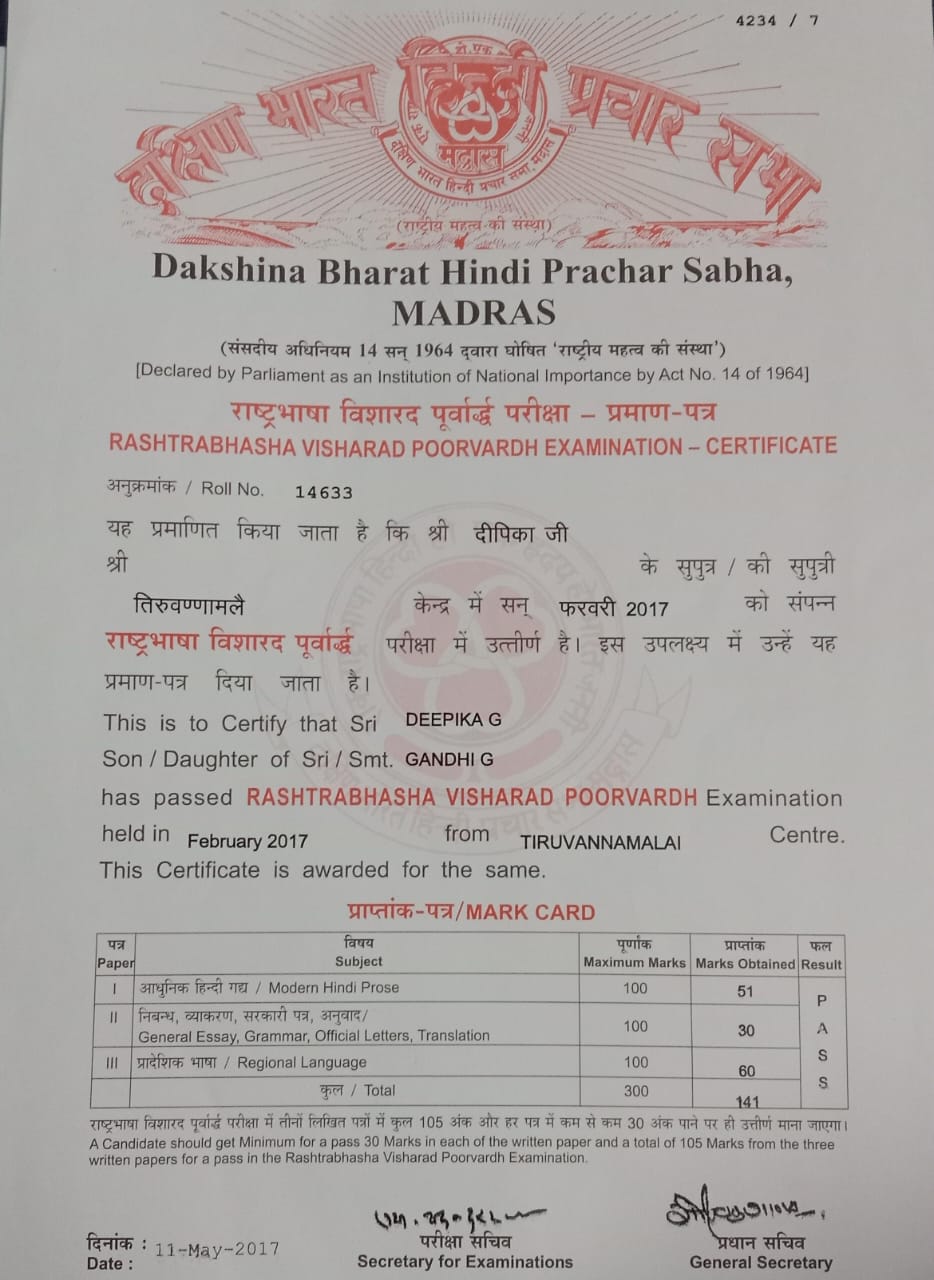 4234 / 7
दक्षिण भारत हिन्दी प्रचार सभा
मद्रास
दक्षिण भारत हिन्दी प्रचार सभा, मद्रास
(राष्ट्रीय महत्व की संस्था)
Dakshina Bharat Hindi Prachar Sabha,
MADRAS
(संसदीय अधिनियम 14 सन् 1964 द्वारा घोषित 'राष्ट्रीय महत्व की संस्था')
[Declared by Parliament as an Institution of National Importance by Act No. 14 of 1964]
राष्ट्रभाषा विशारद पूर्वार्द्ध परीक्षा – प्रमाण-पत्र
RASHTRABHASHA VISHARAD POORVARDH EXAMINATION – CERTIFICATE
अनुक्रमांक / Roll No. 14633
यह प्रमाणित किया जाता है कि श्री दीपिका जी
श्री के सुपुत्र / की सुपुत्री
तिरुवण्णामलै केन्द्र में सन् फरवरी 2017 को संपन्न
राष्ट्रभाषा विशारद पूर्वार्द्ध परीक्षा में उत्तीर्ण है। इस उपलक्ष्य में उन्हें यह
प्रमाण-पत्र दिया जाता है।
This is to Certify that Sri DEEPIKA G
Son / Daughter of Sri / Smt. GANDHI G
has passed RASHTRABHASHA VISHARAD POORVARDH Examination
held in February 2017 from TIRUVANNAMALAI Centre.
This Certificate is awarded for the same.
प्राप्तांक-पत्र/MARK CARD
पत्र विषय पूर्णांक प्राप्तांक फल
Paper Subject Maximum Marks Marks Obtained Result
I आधुनिक हिन्दी गद्य / Modern Hindi Prose 100 51 P
II निबन्ध, व्याकरण, सरकारी पत्र, अनुवाद/
General Essay, Grammar, Official Letters, Translation 100 30 A
III प्रादेशिक भाषा / Regional Language 100 60 S
कुल / Total 300 141 S
राष्ट्रभाषा विशारद पूर्वार्द्ध परीक्षा में तीनों लिखित पत्रों में कुल 105 अंक और हर पत्र में कम से कम 30 अंक पाने पर ही उत्तीर्ण माना जाएगा।
A Candidate should get Minimum for a pass 30 Marks in each of the written paper and a total of 105 Marks from the three
written papers for a pass in the Rashtrabhasha Visharad Poorvardh Examination.
दिनांक : 11-May-2017
Date :
परीक्षा सचिव
Secretary for Examinations
प्रधान सचिव
General Secretary